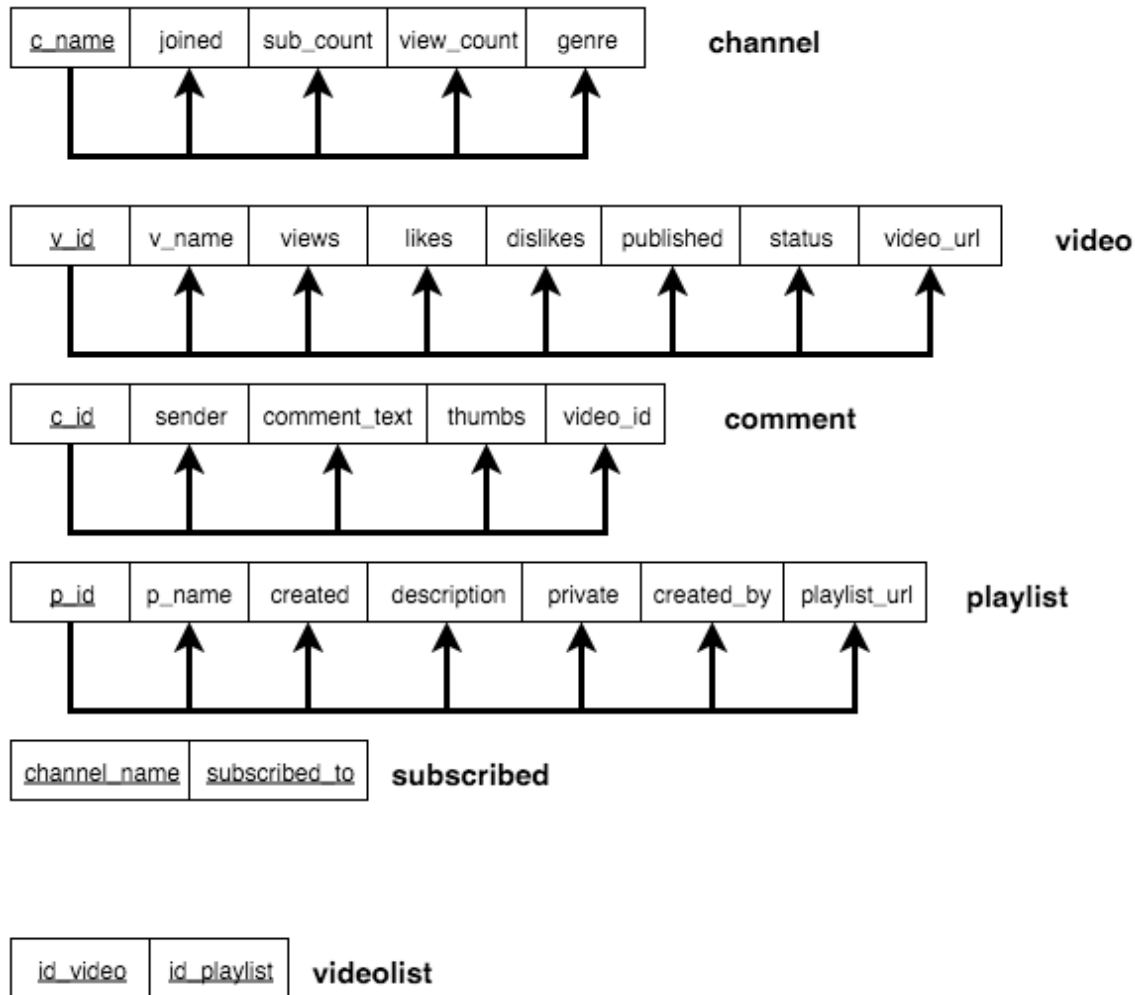 c_name joined sub_count view_count genre channel
v_id v_name views likes dislikes published status video_url video
c_id sender comment_text thumbs video_id comment
p_id p_name created description private created_by playlist_url playlist
channel_name subscribed_to subscribed
id_video id_playlist videolist